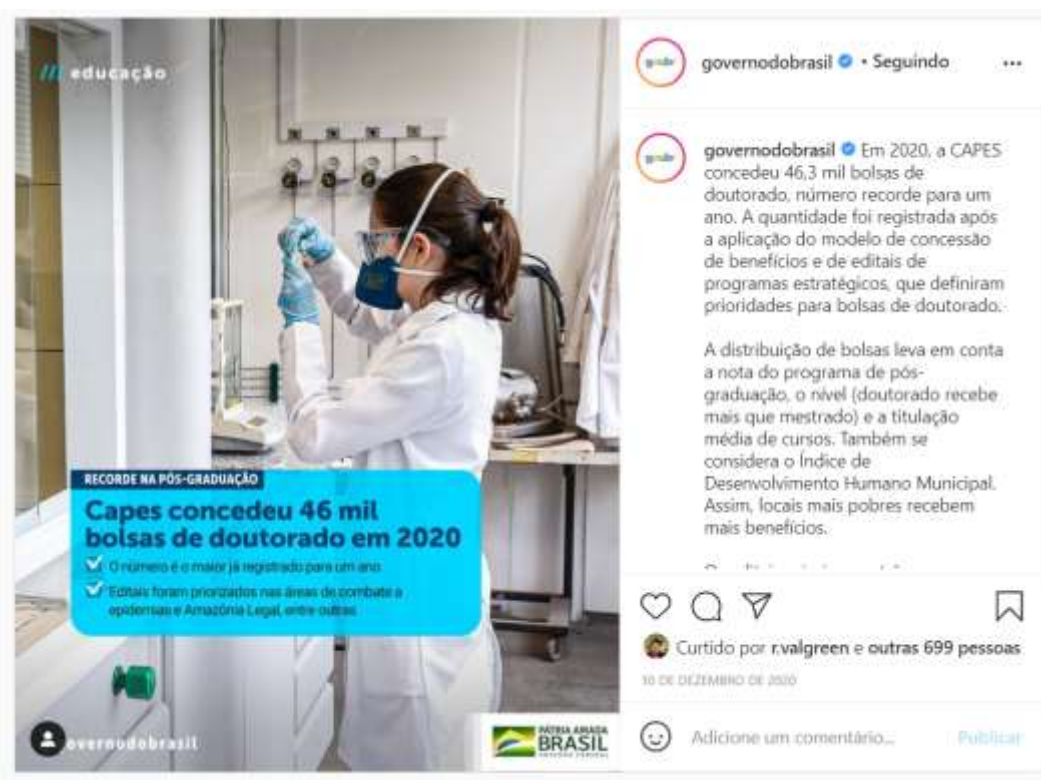 /// educação
RECORDE NA PÓS-GRADUAÇÃO
Capes concedeu 46 mil
bolsas de doutorado em 2020
O número é o maior já registrado para um ano
Editais foram priorizados nas áreas de combate a
epidemias e Amazônia Legal, entre outras
overnodobrasil
PÁTRIA AMADA
BRASIL
GOVERNO FEDERAL
governodobrasil • Seguindo
governodobrasil Em 2020, a CAPES
concedeu 46,3 mil bolsas de
doutorado, número recorde para um
ano. A quantidade foi registrada após
a aplicação do modelo de concessão
de benefícios e de editais de
programas estratégicos, que definiram
prioridades para bolsas de doutorado.
A distribuição de bolsas leva em conta
a nota do programa de pós-
graduação, o nível (doutorado recebe
mais que mestrado) e a titulação
média de cursos. Também se
considera o Índice de
Desenvolvimento Humano Municipal.
Assim, locais mais pobres recebem
mais benefícios.
Curtido por r.valgreen e outras 699 pessoas
10 DE DEZEMBRO DE 2020
Adicione um comentário... Publicar